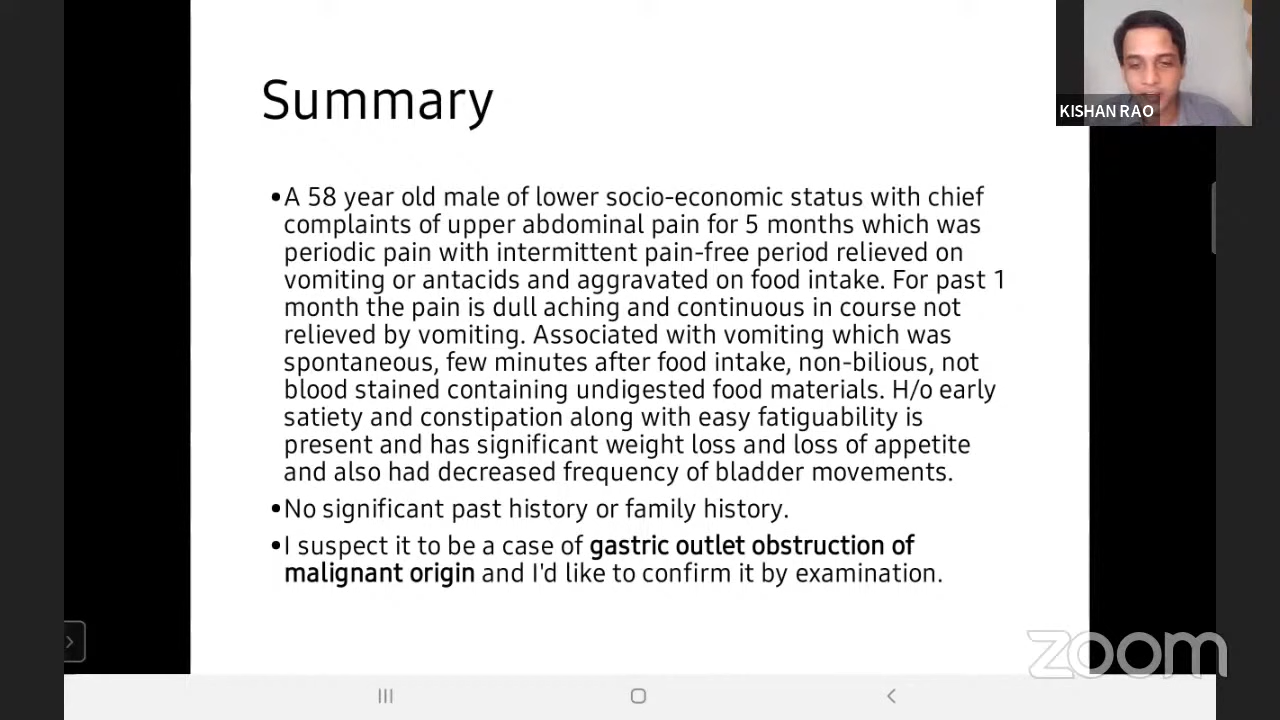 Summary
KISHAN RAO
•A 58 year old male of lower socio-economic status with chief
complaints of upper abdominal pain for 5 months which was
periodic pain with intermittent pain-free period relieved on
vomiting or antacids and aggravated on food intake. For past 1
month the pain is dull aching and continuous in course not
relieved by vomiting. Associated with vomiting which was
spontaneous, few minutes after food intake, non-bilious, not
blood stained containing undigested food materials. H/o early
satiety and constipation along with easy fatiguability is
present and has significant weight loss and loss of appetite
and also had decreased frequency of bladder movements.
•No significant past history or family history.
•I suspect it to be a case of gastric outlet obstruction of
malignant origin and I'd like to confirm it by examination.
zoom